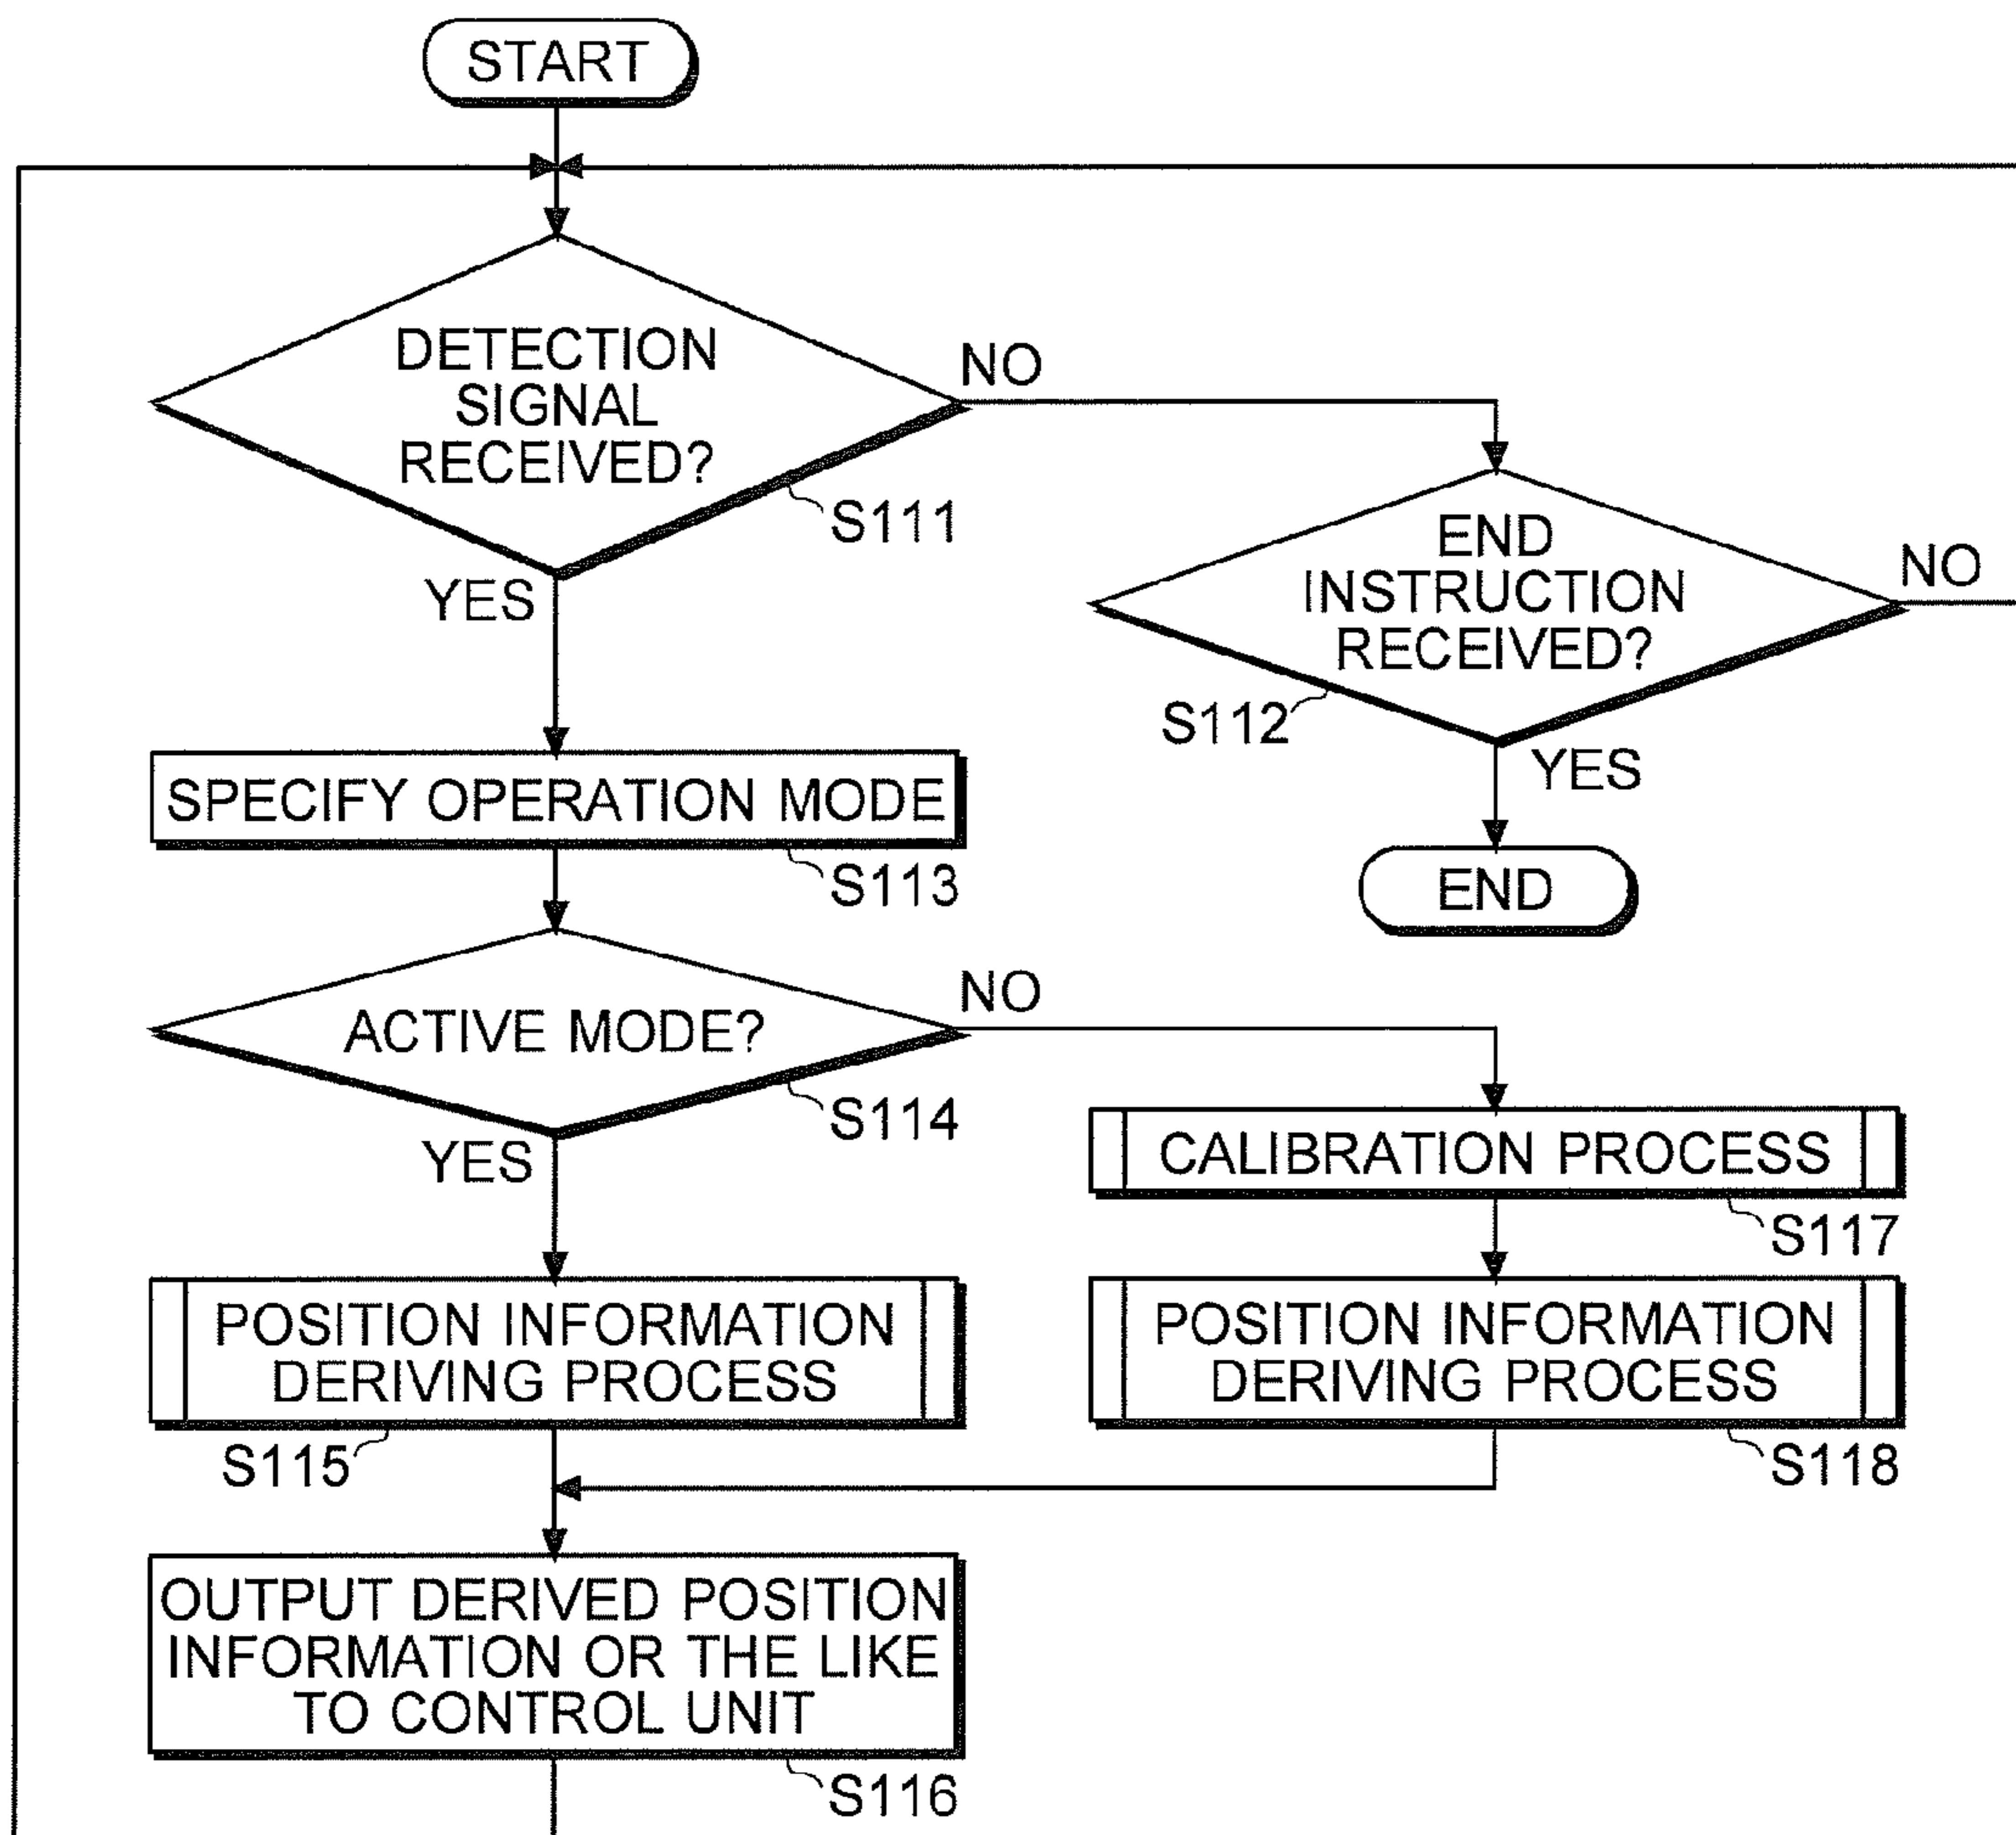 START
DETECTION
SIGNAL
RECEIVED?
NO
S111
YES
END
INSTRUCTION
RECEIVED?
NO
S112
YES
END
SPECIFY OPERATION MODE
S113
ACTIVE MODE?
NO
S114
YES
CALIBRATION PROCESS
S117
POSITION INFORMATION
DERIVING PROCESS
S115
POSITION INFORMATION
DERIVING PROCESS
S118
OUTPUT DERIVED POSITION
INFORMATION OR THE LIKE
TO CONTROL UNIT
S116